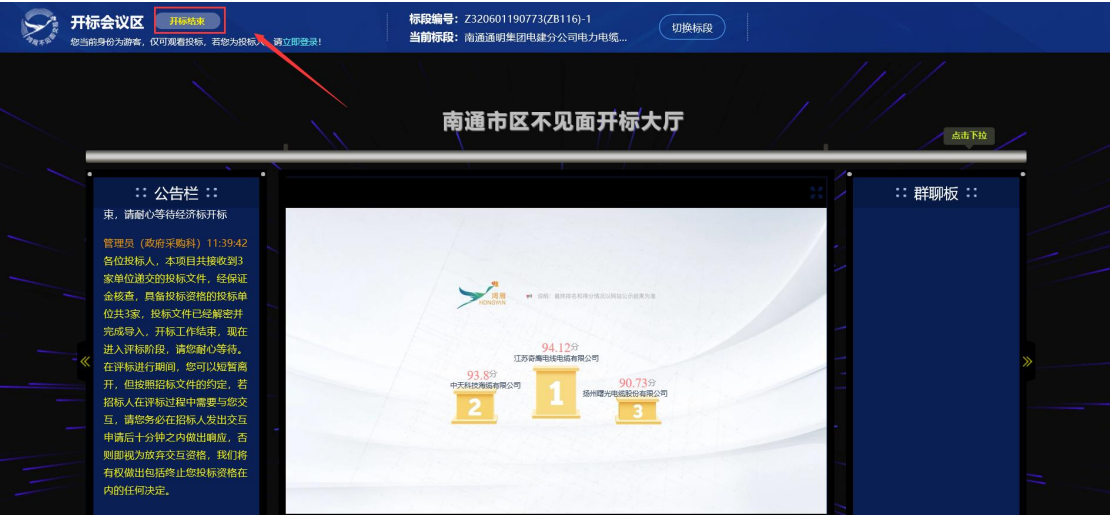 开标会议区 开标结束
您当前身份为游客，仅可观看投标，若您为投标人 请立即登录!
标段编号: Z320601190773(ZB116)-1
当前标段: 南通通明集团电建分公司电力电缆...
切换标段
南通市区不见面开标大厅
点击下拉
公告栏
束，请耐心等待经济标开标
管理员（政府采购科）11:39:42
各位投标人，本项目共接收到3
家单位递交的投标文件，经保证
金核查，具备投标资格的投标单
位共3家，投标文件已经解密并
完成导入，开标工作结束，现在
进入评标阶段，请您耐心等待。
在评标进行期间，您可以短暂离
开，但按照招标文件的约定，若
招标人在评标过程中需要与您交
互，请您务必在招标人发出交互
申请后十分钟之内做出响应，否
则即视为放弃交互资格，我们将
有权做出包括终止您投标资格在
内的任何决定。
鸿雁
HONGYAN
94.12分
江苏奇鹰电线电缆有限公司
93.8分
中天科技海缆有限公司
90.73分
扬州曙光电缆股份有限公司
1
2
3
群聊板